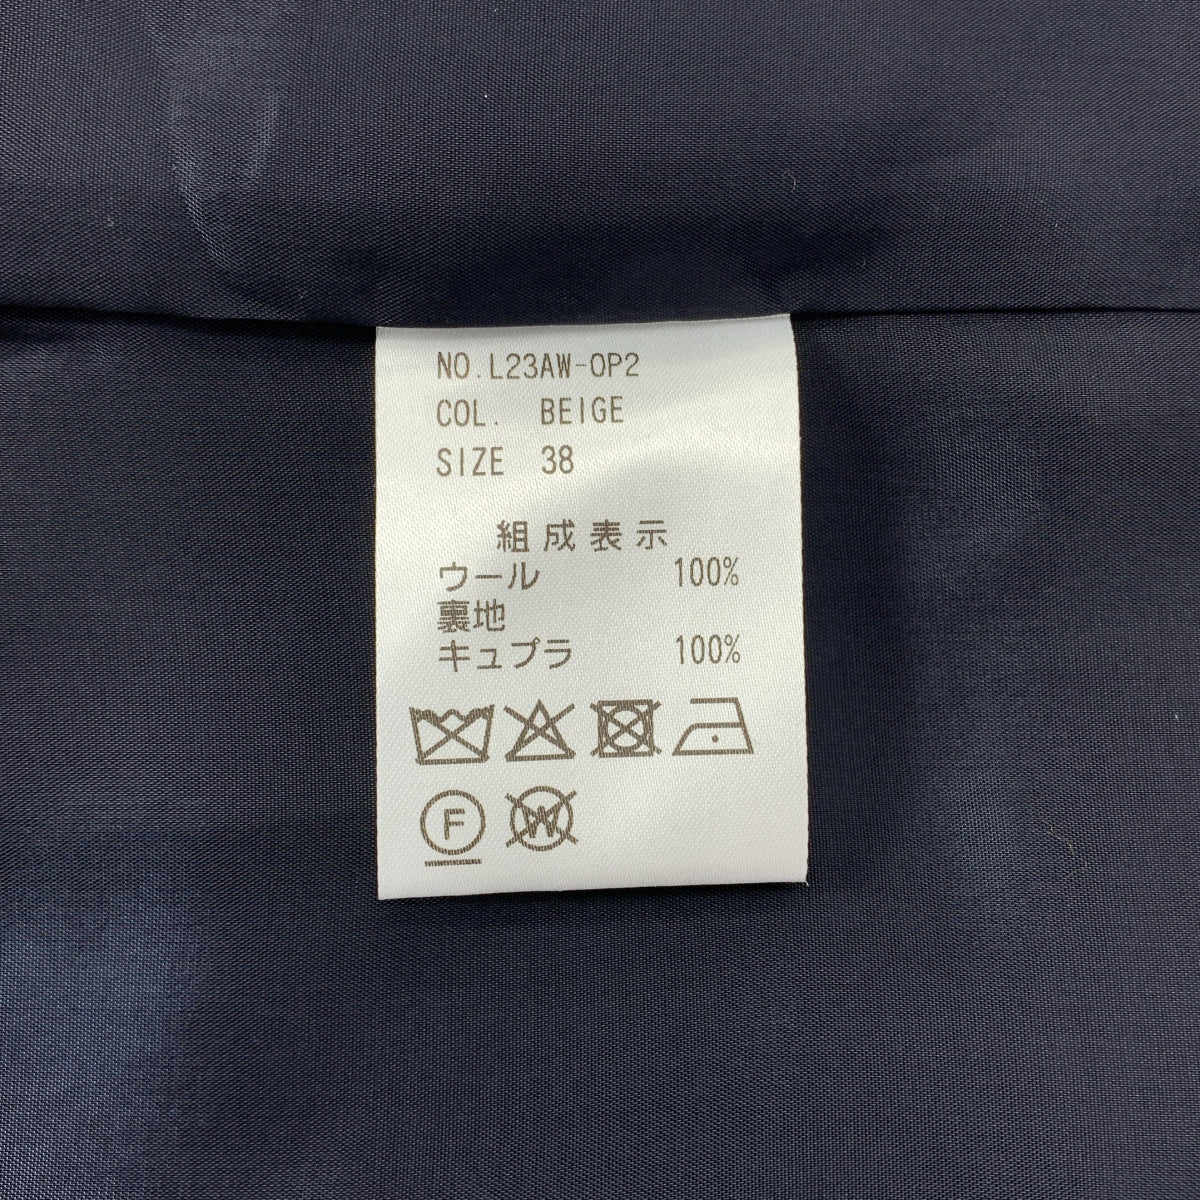 NO.L23AW-OP2
COL. BEIGE
SIZE 38
組成表示
ウール 100%
裏地
キュプラ 100%
F W